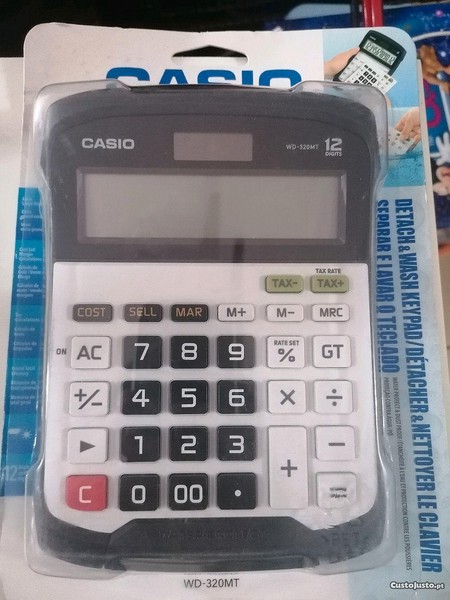 CASIO
CASIO
WD-320MT
12
DIGITS
TAX RATE
TAX-
TAX+
COST
SELL
MAR
M+
M-
MRC
ON
AC
7
8
9
RATE SET
%
GT
+/-
4
5
6
×
÷
▶
1
2
3
+
−
C
0
00
•
WD-320MT
DETACH & WASH KEYPAD/DÉTACHER & NETTOYER LE CLAVIER
SEPARAR E LAVAR O TECLADO
CustoJusto.pt